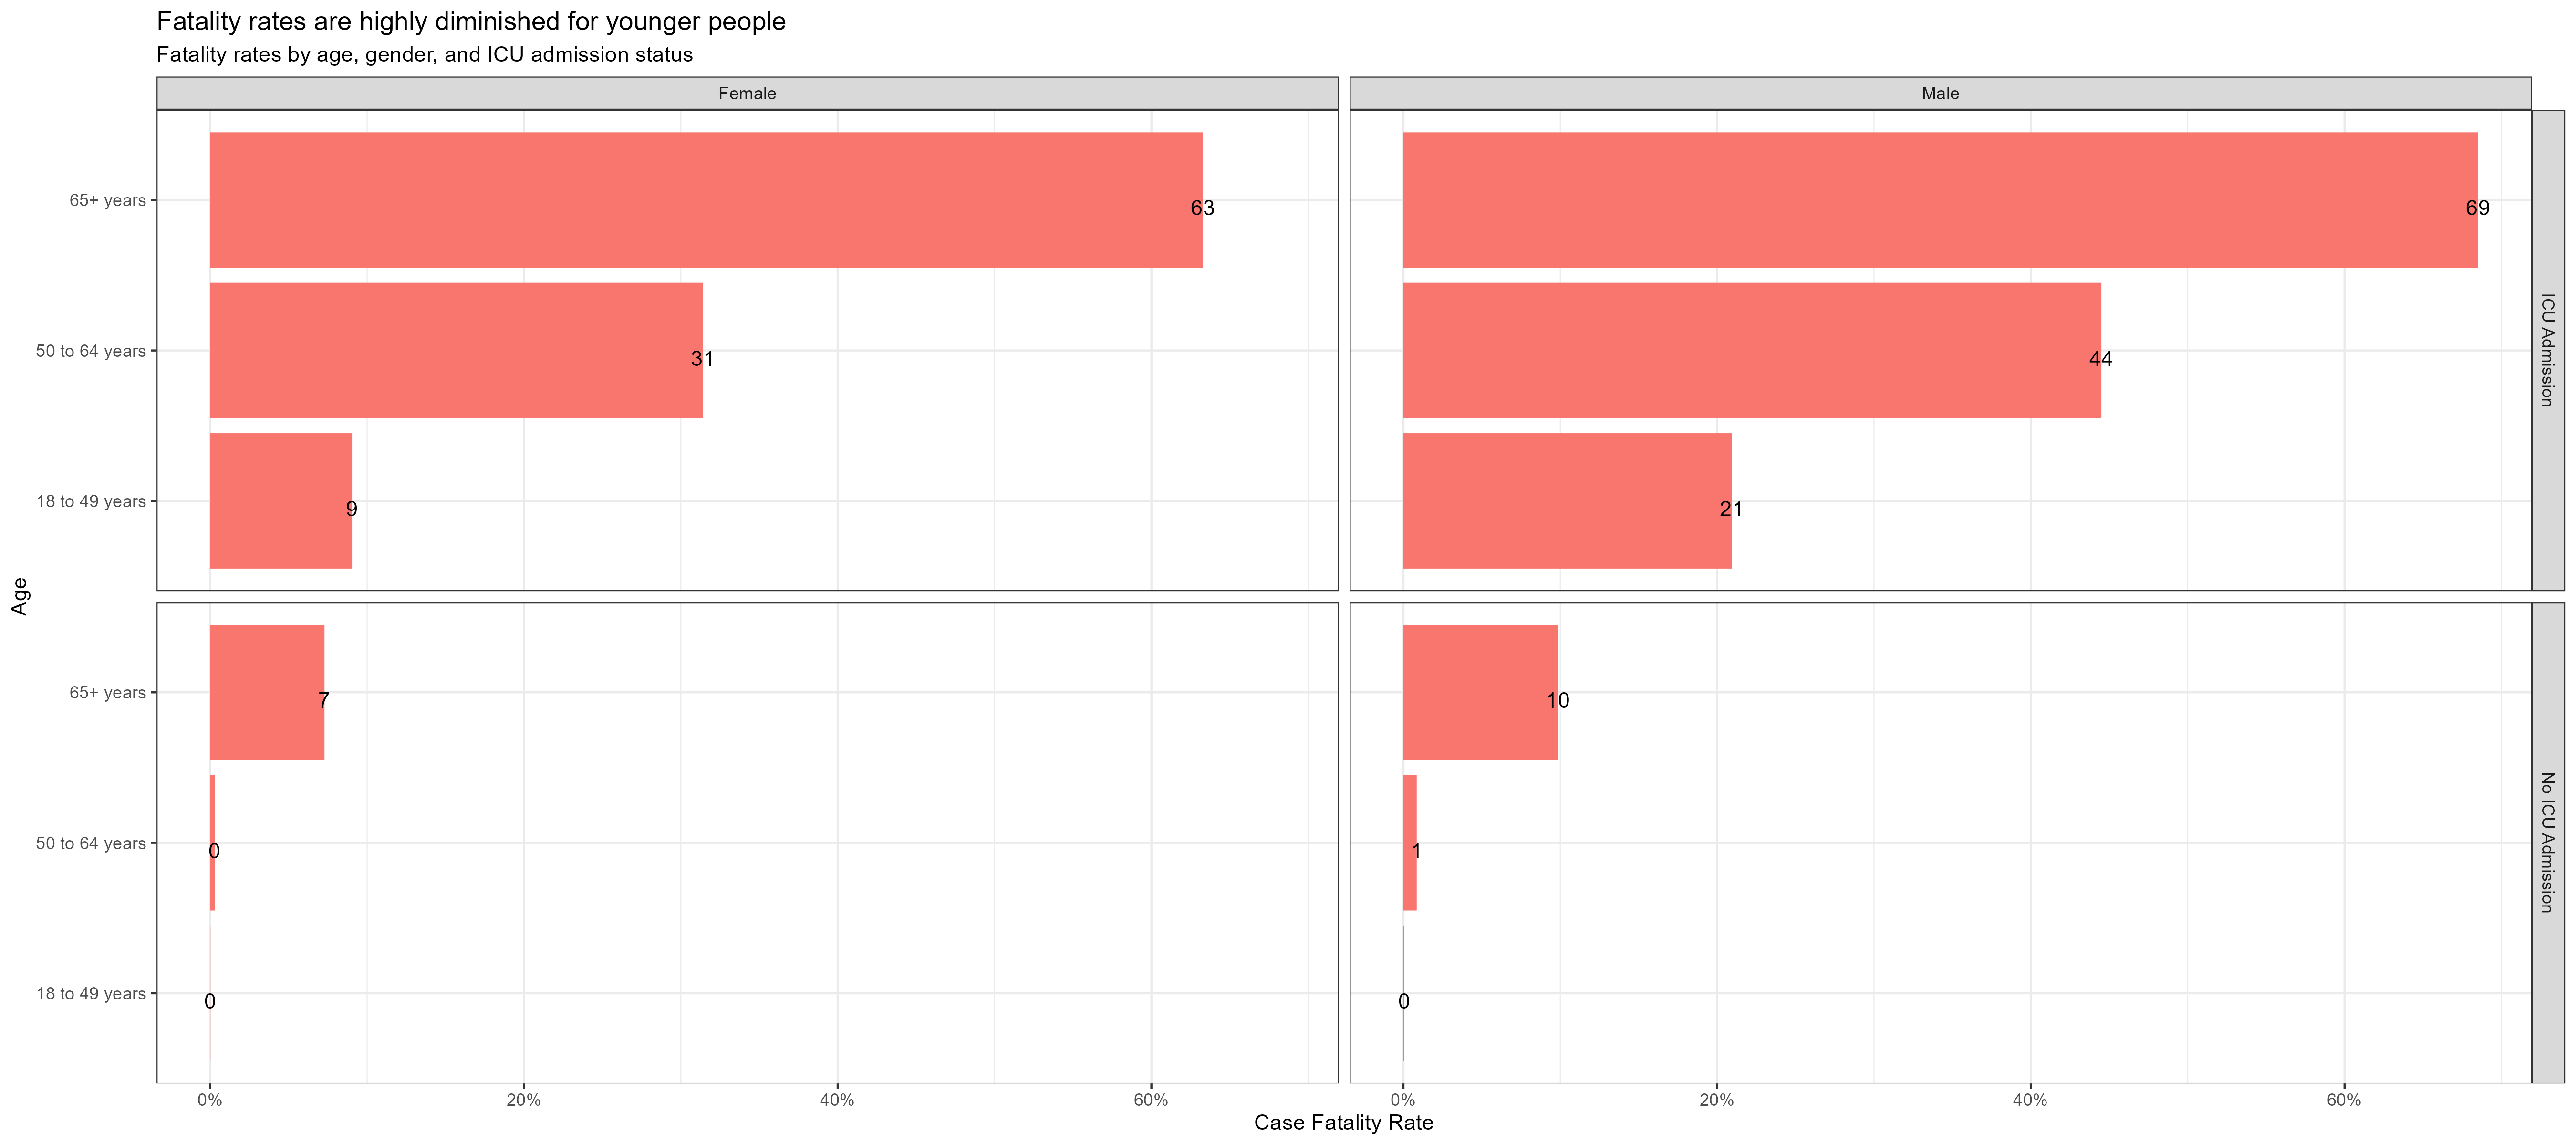 Fatality rates are highly diminished for younger people
Fatality rates by age, gender, and ICU admission status
Female
Male
65+ years
63
69
50 to 64 years
31
44
18 to 49 years
9
21
ICU Admission
Age
65+ years
7
10
50 to 64 years
0
1
18 to 49 years
0
0
No ICU Admission
0%
20%
40%
60%
0%
20%
40%
60%
Case Fatality Rate